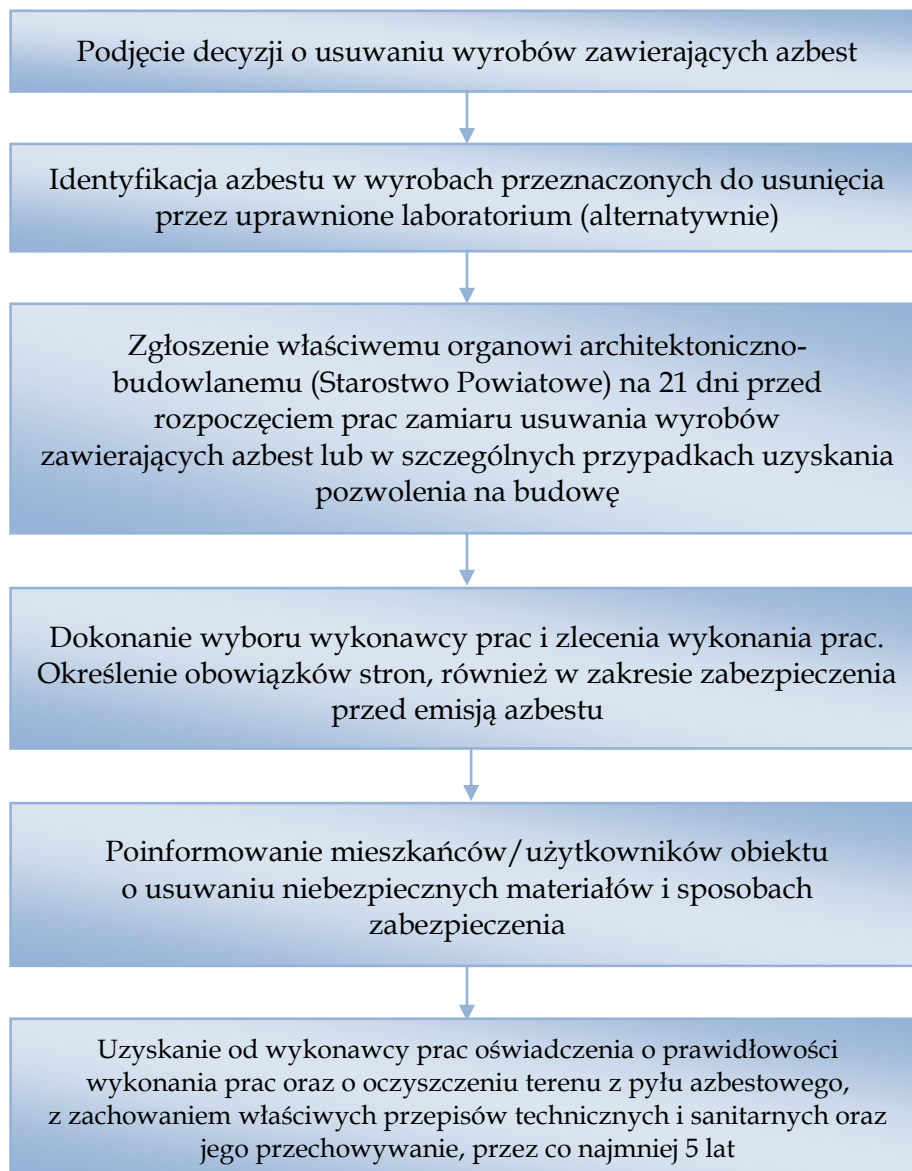 Podjęcie decyzji o usuwaniu wyrobów zawierających azbest
Identyfikacja azbestu w wyrobach przeznaczonych do usunięcia
przez uprawnione laboratorium (alternatywnie)
Zgłoszenie właściwemu organowi architektoniczno-
budowlanemu (Starostwo Powiatowe) na 21 dni przed
rozpoczęciem prac zamiaru usuwania wyrobów
zawierających azbest lub w szczególnych przypadkach uzyskania
pozwolenia na budowę
Dokonanie wyboru wykonawcy prac i zlecenia wykonania prac.
Określenie obowiązków stron, również w zakresie zabezpieczenia
przed emisją azbestu
Poinformowanie mieszkańców/użytkowników obiektu
o usuwaniu niebezpiecznych materiałów i sposobach
zabezpieczenia
Uzyskanie od wykonawcy prac oświadczenia o prawidłowości
wykonania prac oraz o oczyszczeniu terenu z pyłu azbestowego,
z zachowaniem właściwych przepisów technicznych i sanitarnych oraz
jego przechowywanie, przez co najmniej 5 lat